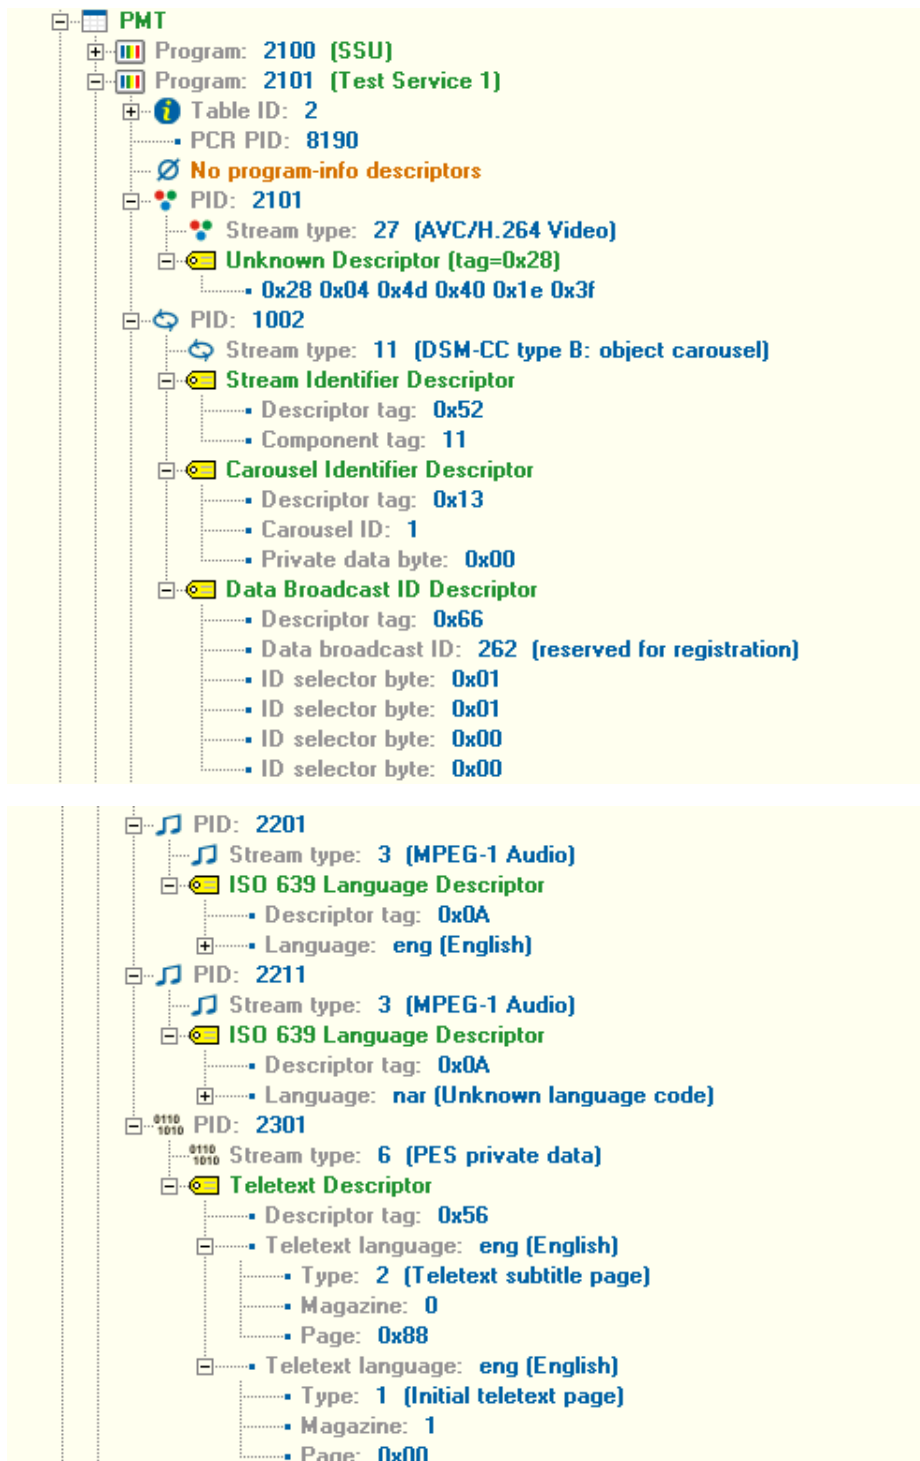 PMT
Program: 2100 (SSU)
Program: 2101 (Test Service 1)
Table ID: 2
PCR PID: 8190
No program-info descriptors
PID: 2101
Stream type: 27 (AVC/H.264 Video)
Unknown Descriptor (tag=0x28)
0x28 0x04 0x4d 0x40 0x1e 0x3f
PID: 1002
Stream type: 11 (DSM-CC type B: object carousel)
Stream Identifier Descriptor
Descriptor tag: 0x52
Component tag: 11
Carousel Identifier Descriptor
Descriptor tag: 0x13
Carousel ID: 1
Private data byte: 0x00
Data Broadcast ID Descriptor
Descriptor tag: 0x66
Data broadcast ID: 262 (reserved for registration)
ID selector byte: 0x01
ID selector byte: 0x01
ID selector byte: 0x00
ID selector byte: 0x00
PID: 2201
Stream type: 3 (MPEG-1 Audio)
ISO 639 Language Descriptor
Descriptor tag: 0x0A
Language: eng (English)
PID: 2211
Stream type: 3 (MPEG-1 Audio)
ISO 639 Language Descriptor
Descriptor tag: 0x0A
Language: nar (Unknown language code)
0110
1010 PID: 2301
0110
1010 Stream type: 6 (PES private data)
Teletext Descriptor
Descriptor tag: 0x56
Teletext language: eng (English)
Type: 2 (Teletext subtitle page)
Magazine: 0
Page: 0x88
Teletext language: eng (English)
Type: 1 (Initial teletext page)
Magazine: 1
Page: 0x00